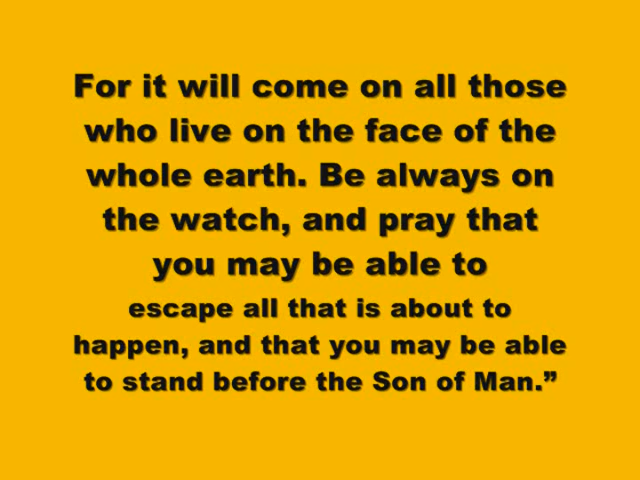 For it will come on all those
who live on the face of the
whole earth. Be always on
the watch, and pray that
you may be able to
escape all that is about to
happen, and that you may be able
to stand before the Son of Man.”